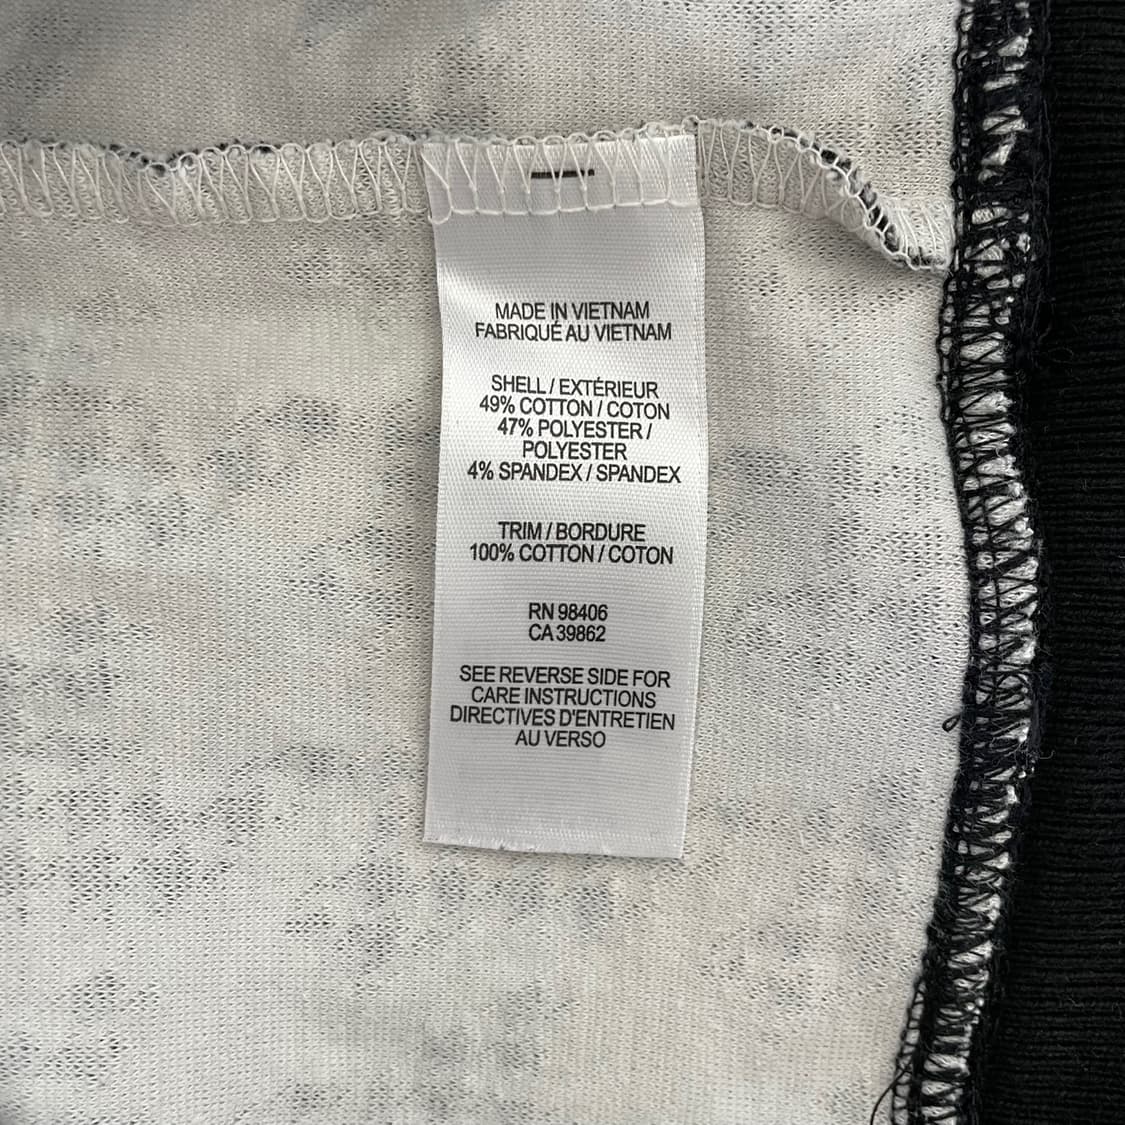 MADE IN VIETNAM
FABRIQUÉ AU VIETNAM
SHELL / EXTÉRIEUR
49% COTTON / COTON
47% POLYESTER /
POLYESTER
4% SPANDEX / SPANDEX
TRIM / BORDURE
100% COTTON / COTON
RN 98406
CA 39862
SEE REVERSE SIDE FOR
CARE INSTRUCTIONS
DIRECTIVES D'ENTRETIEN
AU VERSO